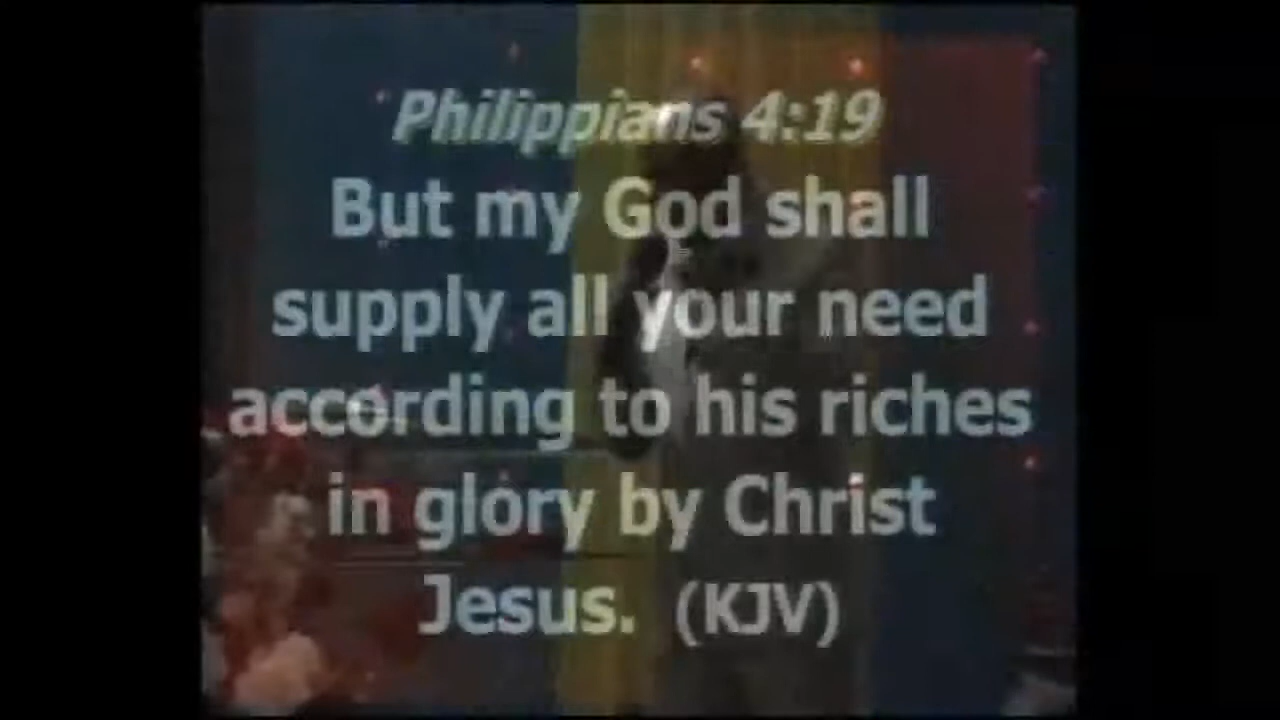 Philippians 4:19
But my God shall
supply all your need
according to his riches
in glory by Christ
Jesus. (KJV)